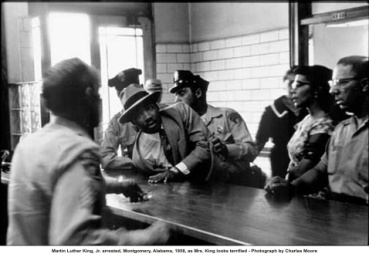 Martin Luther King, Jr. arrested, Montgomery, Alabama, 1958, as Mrs. King looks terrified - Photograph by Charles Moore